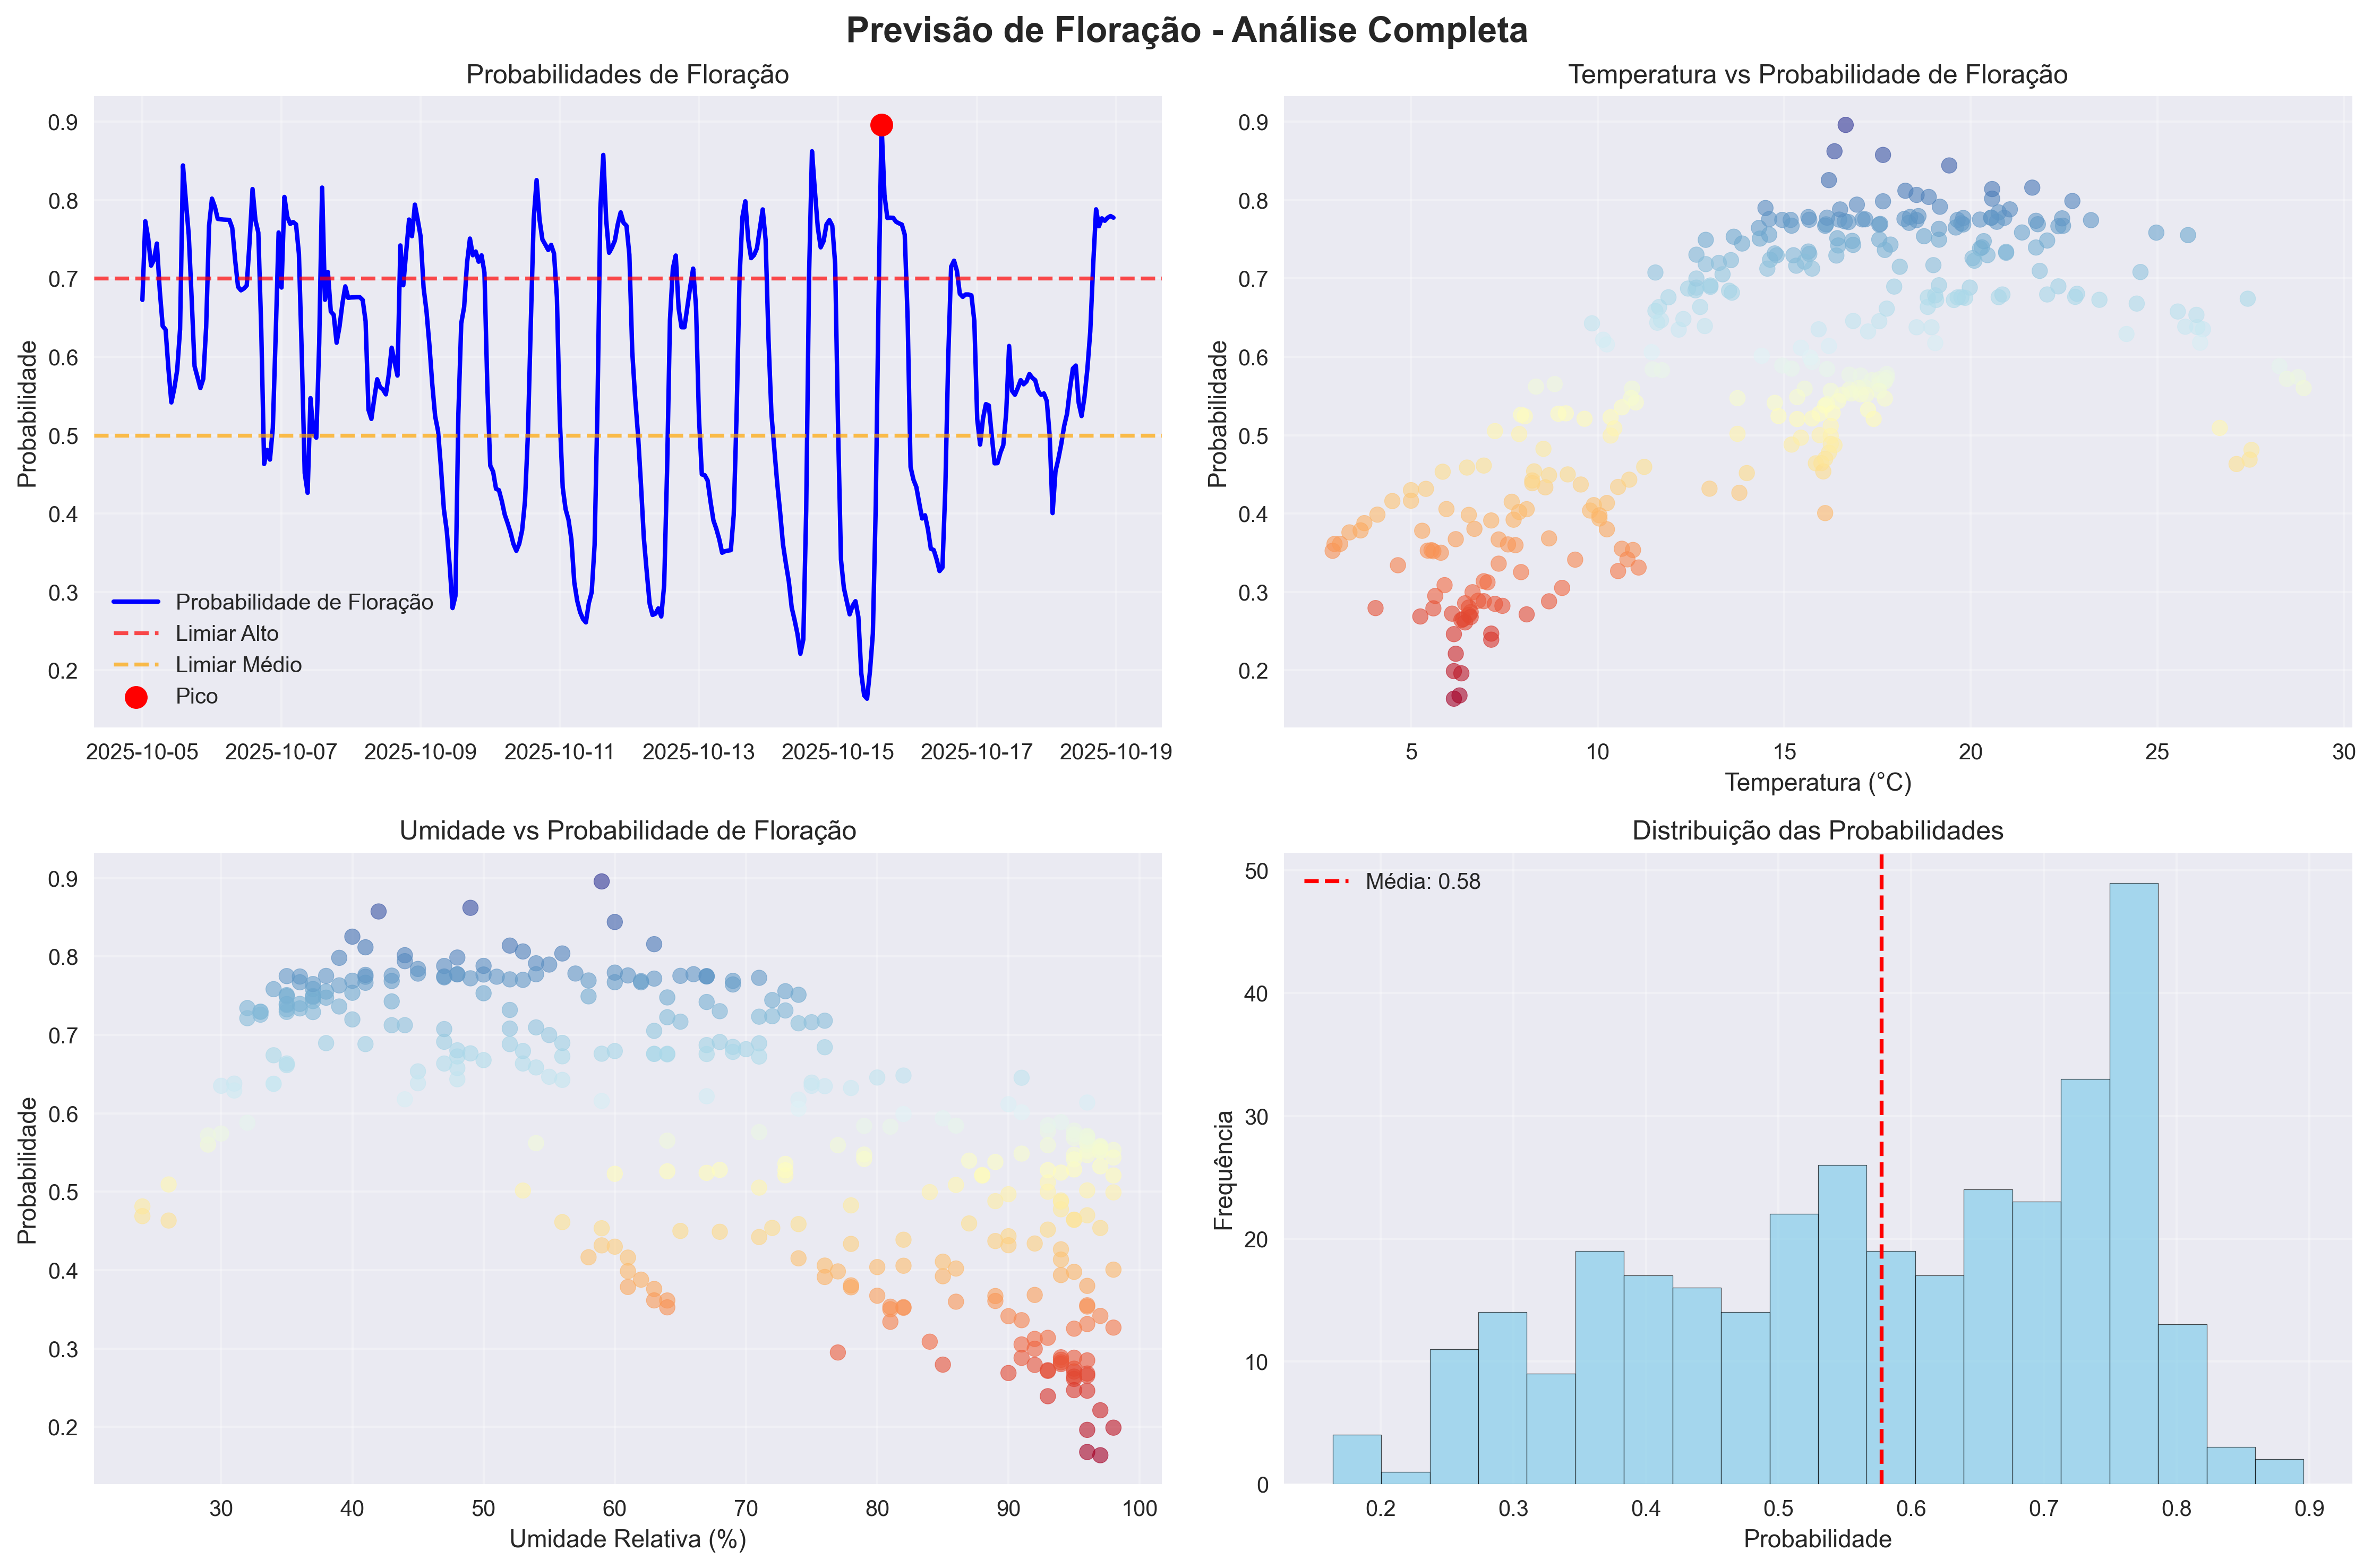 Previsão de Floração - Análise Completa
Probabilidades de Floração
Probabilidade
0.9
0.8
0.7
0.6
0.5
0.4
0.3
0.2
Probabilidade de Floração
Limiar Alto
Limiar Médio
Pico
2025-10-05 2025-10-07 2025-10-09 2025-10-11 2025-10-13 2025-10-15 2025-10-17 2025-10-19
Temperatura vs Probabilidade de Floração
Probabilidade
0.9
0.8
0.7
0.6
0.5
0.4
0.3
0.2
5 10 15 20 25 30
Temperatura (°C)
Umidade vs Probabilidade de Floração
Probabilidade
0.9
0.8
0.7
0.6
0.5
0.4
0.3
0.2
30 40 50 60 70 80 90 100
Umidade Relativa (%)
Distribuição das Probabilidades
Frequência
50
40
30
20
10
0
Média: 0.58
0.2 0.3 0.4 0.5 0.6 0.7 0.8 0.9
Probabilidade